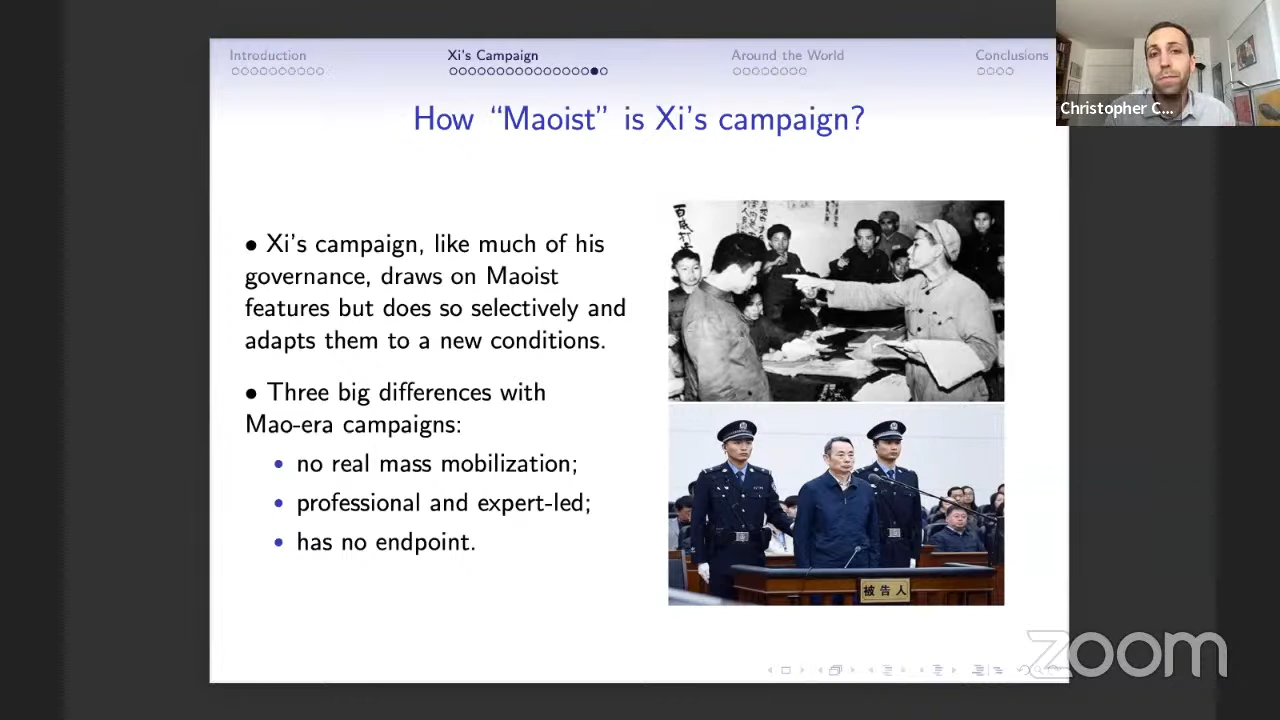 Introduction
Xi's Campaign
Around the World
Conclusions
Christopher C...
How “Maoist” is Xi's campaign?
● Xi's campaign, like much of his
governance, draws on Maoist
features but does so selectively and
adapts them to a new conditions.
● Three big differences with
Mao-era campaigns:
• no real mass mobilization;
• professional and expert-led;
• has no endpoint.
被告人
zoom